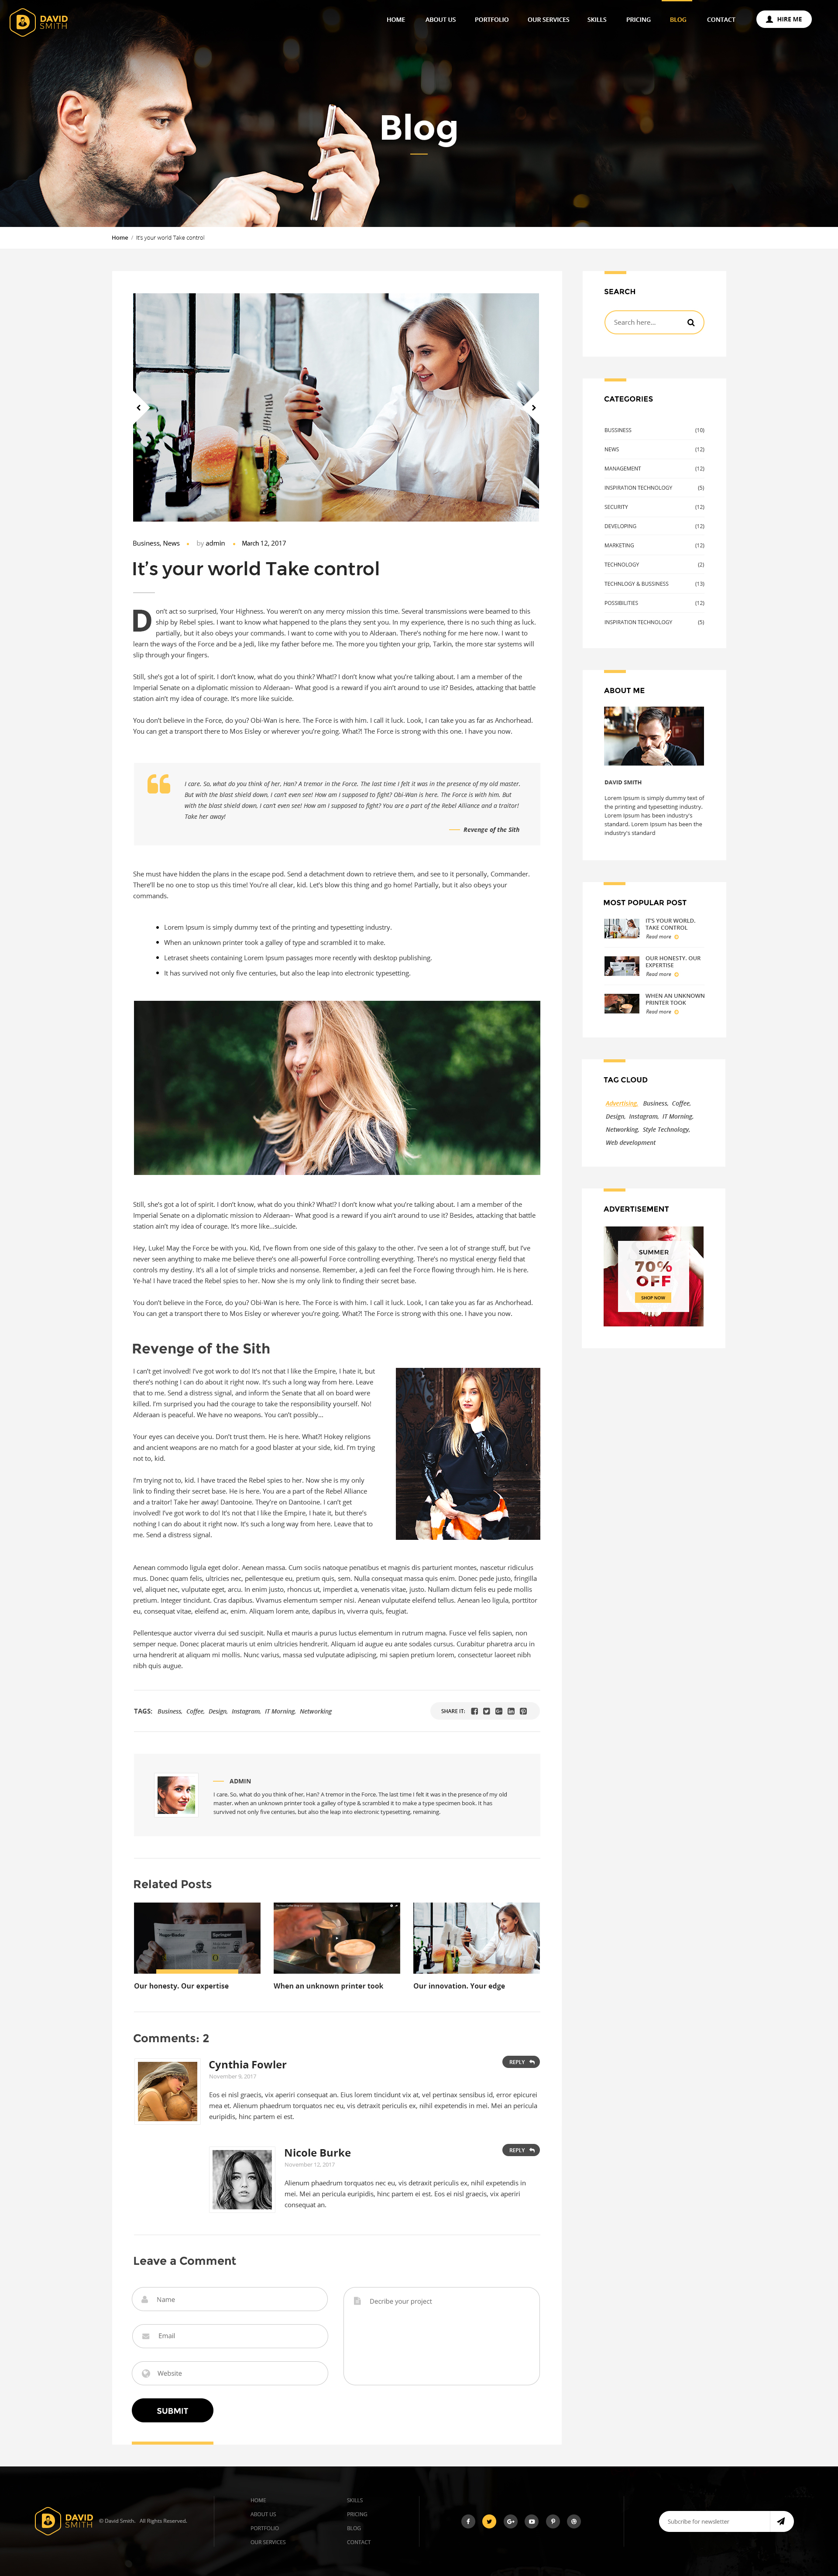 DAVID
SMITH
HOME ABOUT US PORTFOLIO OUR SERVICES SKILLS PRICING BLOG CONTACT HIRE ME
Blog
Home / It's your world Take control
Business, News by admin March 12, 2017
It's your world Take control
Don't act so surprised, Your Highness. You weren't on any mercy mission this time. Several transmissions were beamed to this
ship by Rebel spies. I want to know what happened to the plans they sent you. In my experience, there is no such thing as luck.
partially, but it also obeys your commands. I want to come with you to Alderaan. There's nothing for me here now. I want to
learn the ways of the Force and be a Jedi, like my father before me. The more you tighten your grip, Tarkin, the more star systems will
slip through your fingers.
Still, she's got a lot of spirit. I don't know, what do you think? What!? I don't know what you're talking about. I am a member of the
Imperial Senate on a diplomatic mission to Alderaan– What good is a reward if you ain't around to use it? Besides, attacking that battle
station ain't my idea of courage. It's more like suicide.
You don't believe in the Force, do you? Obi-Wan is here. The Force is with him. I call it luck. Look, I can take you as far as Anchorhead.
You can get a transport there to Mos Eisley or wherever you're going. What?! The Force is strong with this one. I have you now.
I care. So, what do you think of her, Han? A tremor in the Force. The last time I felt it was in the presence of my old master.
But with the blast shield down, I can't even see! How am I supposed to fight? Obi-Wan is here. The Force is with him. But
with the blast shield down, I can't even see! How am I supposed to fight? You are a part of the Rebel Alliance and a traitor!
Take her away!
Revenge of the Sith
She must have hidden the plans in the escape pod. Send a detachment down to retrieve them, and see to it personally, Commander.
There'll be no one to stop us this time! You're all clear, kid. Let's blow this thing and go home! Partially, but it also obeys your
commands.
Lorem Ipsum is simply dummy text of the printing and typesetting industry.
When an unknown printer took a galley of type & scrambled it to make.
Letraset sheets containing Lorem Ipsum passages more recently with desktop publishing.
It has survived not only five centuries, but also the leap into electronic typesetting.
Still, she's got a lot of spirit. I don't know, what do you think? What!? I don't know what you're talking about. I am a member of the
Imperial Senate on a diplomatic mission to Alderaan– What good is a reward if you ain't around to use it? Besides, attacking that battle
station ain't my idea of courage. It's more like...suicide.
Hey, Luke! May the Force be with you. Kid, I've flown from one side of this galaxy to the other. I've seen a lot of strange stuff, but I've
never seen anything to make me believe there's one all-powerful Force controlling everything. There's no mystical energy field that
controls my destiny. It's all a lot of simple tricks and nonsense. Remember, a Jedi can feel the Force flowing through him. He is here.
Ye-ha! I have traced the Rebel spies to her. Now she is my only link to finding their secret base.
You don't believe in the Force, do you? Obi-Wan is here. The Force is with him. I call it luck. Look, I can take you as far as Anchorhead.
You can get a transport there to Mos Eisley or wherever you're going. What?! The Force is strong with this one. I have you now.
Revenge of the Sith
I can't get involved! I've got work to do! It's not that I like the Empire, I hate it, but
there's nothing I can do about it right now. It's such a long way from here. Leave
that to me. Send a distress signal, and inform the Senate that all on board were
killed. I'm surprised you had the courage to take the responsibility yourself. No!
Alderaan is peaceful. We have no weapons. You can't possibly...
Your eyes can deceive you. Don't trust them. He is here. What?! Hokey religions
and ancient weapons are no match for a good blaster at your side, kid. I'm trying
not to, kid.
I'm trying not to, kid. I have traced the Rebel spies to her. Now she is my only
link to finding their secret base. He is here. You are a part of the Rebel Alliance
and a traitor! Take her away! Dantooine. They're on Dantooine. I can't get
involved! I've got work to do! It's not that I like the Empire, I hate it, but there's
nothing I can do about it right now. It's such a long way from here. Leave that to
me. Send a distress signal.
Aenean commodo ligula eget dolor. Aenean massa. Cum sociis natoque penatibus et magnis dis parturient montes, nascetur ridiculus
mus. Donec quam felis, ultricies nec, pellentesque eu, pretium quis, sem. Nulla consequat massa quis enim. Donec pede justo, fringilla
vel, aliquet nec, vulputate eget, arcu. In enim justo, rhoncus ut, imperdiet a, venenatis vitae, justo. Nullam dictum felis eu pede mollis
pretium. Integer tincidunt. Cras dapibus. Vivamus elementum semper nisi. Aenean vulputate eleifend tellus. Aenean leo ligula, porttitor
eu, consequat vitae, eleifend ac, enim. Aliquam lorem ante, dapibus in, viverra quis, feugiat.
Pellentesque auctor viverra dui sed suscipit. Nulla et mauris a purus luctus elementum in rutrum magna. Fusce vel felis sapien, non
semper neque. Donec placerat mauris ut enim ultricies hendrerit. Aliquam id augue eu ante sodales cursus. Curabitur pharetra arcu in
urna hendrerit at aliquam mi mollis. Nunc varius, massa sed vulputate adipiscing, mi sapien pretium lorem, consectetur laoreet nibh
nibh quis augue.
TAGS: Business, Coffee, Design, Instagram, IT Morning, Networking
SHARE IT:
ADMIN
I care. So, what do you think of her, Han? A tremor in the Force. The last time I felt it was in the presence of my old
master. when an unknown printer took a galley of type & scrambled it to make a type specimen book. It has
survived not only five centuries, but also the leap into electronic typesetting, remaining.
Related Posts
Our honesty. Our expertise
When an unknown printer took
Our innovation. Your edge
Comments: 2
Cynthia Fowler
REPLY
November 9, 2017
Eos ei nisl graecis, vix aperiri consequat an. Eius lorem tincidunt vix at, vel pertinax sensibus id, error epicurei
mea et. Alienum phaedrum torquatos nec eu, vis detraxit periculis ex, nihil expetendis in mei. Mei an pericula
euripidis, hinc partem ei est.
Nicole Burke
REPLY
November 12, 2017
Alienum phaedrum torquatos nec eu, vis detraxit periculis ex, nihil expetendis in
mei. Mei an pericula euripidis, hinc partem ei est. Eos ei nisl graecis, vix aperiri
consequat an.
Leave a Comment
Name
Email
Website
Decribe your project
SUBMIT
SEARCH
Search here...
CATEGORIES
BUSSINESS (10)
NEWS (12)
MANAGEMENT (12)
INSPIRATION TECHNOLOGY (5)
SECURITY (12)
DEVELOPING (12)
MARKETING (12)
TECHNOLOGY (2)
TECHNLOGY & BUSSINESS (13)
POSSIBILITIES (12)
INSPIRATION TECHNOLOGY (5)
ABOUT ME
DAVID SMITH
Lorem Ipsum is simply dummy text of
the printing and typesetting industry.
Lorem Ipsum has been industry's
standard. Lorem Ipsum has been the
industry's standard
MOST POPULAR POST
IT'S YOUR WORLD.
TAKE CONTROL
Read more
OUR HONESTY. OUR
EXPERTISE
Read more
WHEN AN UNKNOWN
PRINTER TOOK
Read more
TAG CLOUD
Advertising, Business, Coffee,
Design, Instagram, IT Morning,
Networking, Style Technology,
Web development
ADVERTISEMENT
SUMMER
70%
OFF
SHOP NOW
DAVID
SMITH
© David Smith. All Rights Reserved.
HOME
ABOUT US
PORTFOLIO
OUR SERVICES
SKILLS
PRICING
BLOG
CONTACT
Subcribe for newsletter